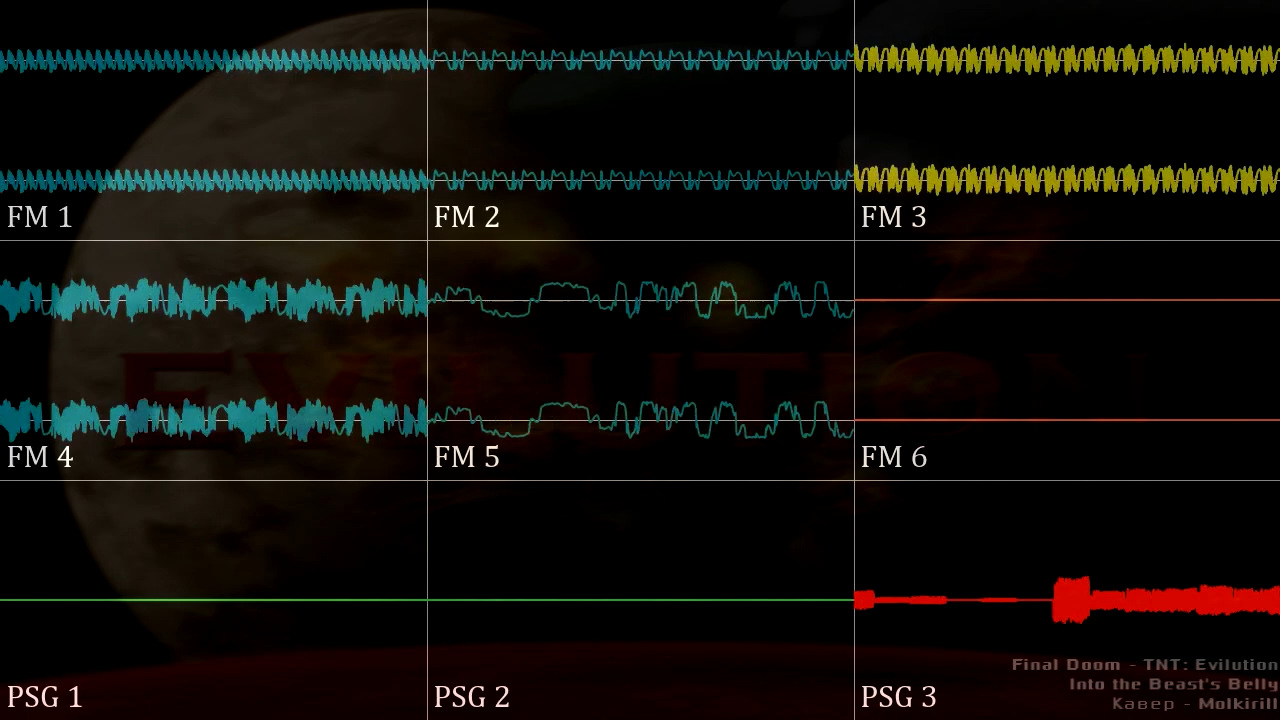 FM 1
FM 2
FM 3
EVILUTION
FM 4
FM 5
FM 6
PSG 1
PSG 2
PSG 3
Final Doom - TNT: Evilution
Into the Beast's Belly
Кавер - Molkirill